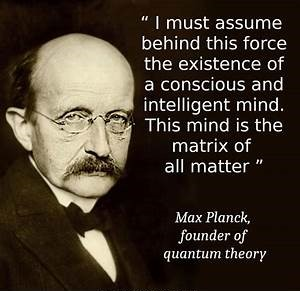 “ I must assume
behind this force
the existence of
a conscious and
intelligent mind.
This mind is the
matrix of
all matter ”
Max Planck,
founder of
quantum theory